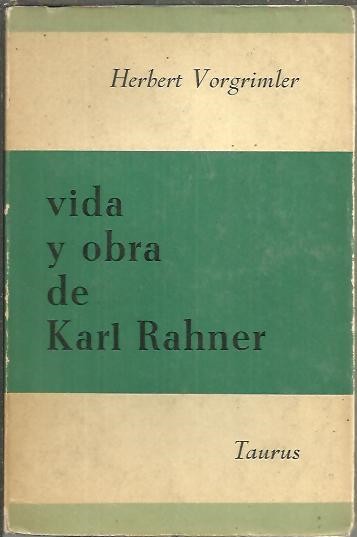 Herbert Vorgrimler
vida
y obra
de
Karl Rahner
Taurus